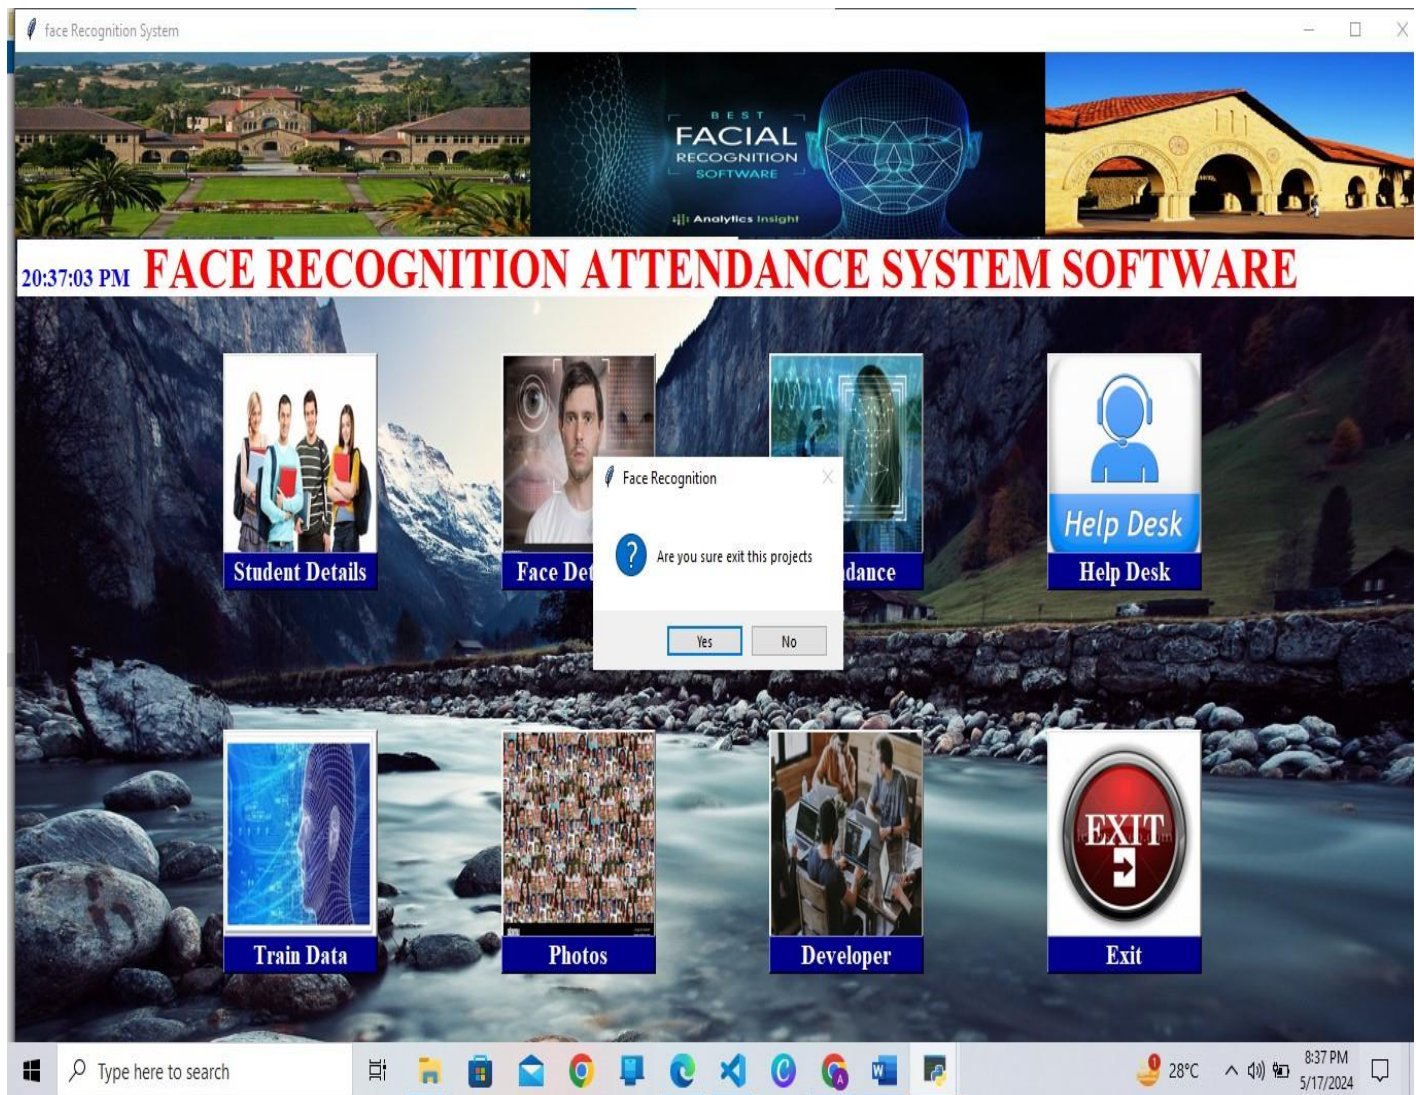 face Recognition System
BEST
FACIAL
RECOGNITION
SOFTWARE
Analytics Insight
20:37:03 PM FACE RECOGNITION ATTENDANCE SYSTEM SOFTWARE
Help Desk
Student Details
Face Det
dance
Help Desk
Face Recognition
?
Are you sure exit this projects
Yes
No
EXIT
Train Data
Photos
Developer
Exit
Type here to search
1
28°C
8:37 PM
5/17/2024